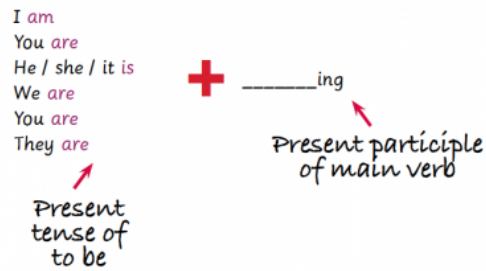 I am
You are
He / she / it is
We are
You are
They are
+ _______ing
Present participle
of main verb
Present
tense of
to be